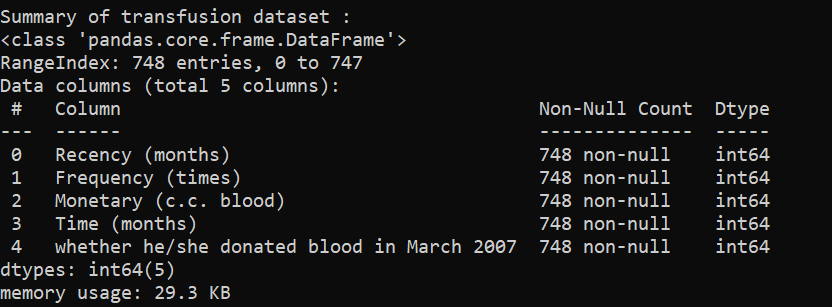 Summary of transfusion dataset :
<class 'pandas.core.frame.DataFrame'>
RangeIndex: 748 entries, 0 to 747
Data columns (total 5 columns):
 #   Column                                      Non-Null Count  Dtype
---  ------                                      --------------  -----
 0   Recency (months)                            748 non-null    int64
 1   Frequency (times)                           748 non-null    int64
 2   Monetary (c.c. blood)                       748 non-null    int64
 3   Time (months)                               748 non-null    int64
 4   whether he/she donated blood in March 2007  748 non-null    int64
dtypes: int64(5)
memory usage: 29.3 KB